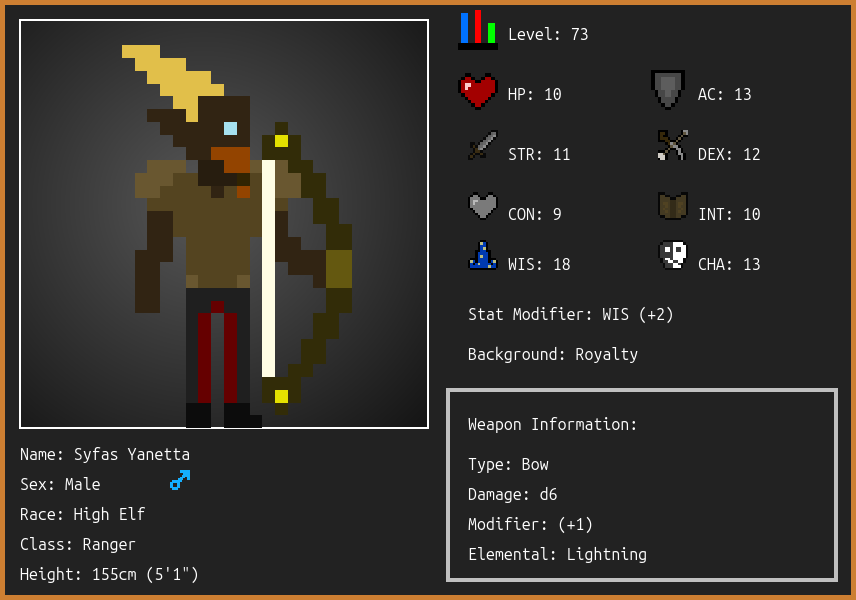 Level: 73
HP: 10
AC: 13
STR: 11
DEX: 12
CON: 9
INT: 10
WIS: 18
CHA: 13
Stat Modifier: WIS (+2)
Background: Royalty
Weapon Information:
Type: Bow
Damage: d6
Modifier: (+1)
Elemental: Lightning
Name: Syfas Yanetta
Sex: Male
Race: High Elf
Class: Ranger
Height: 155cm (5'1")